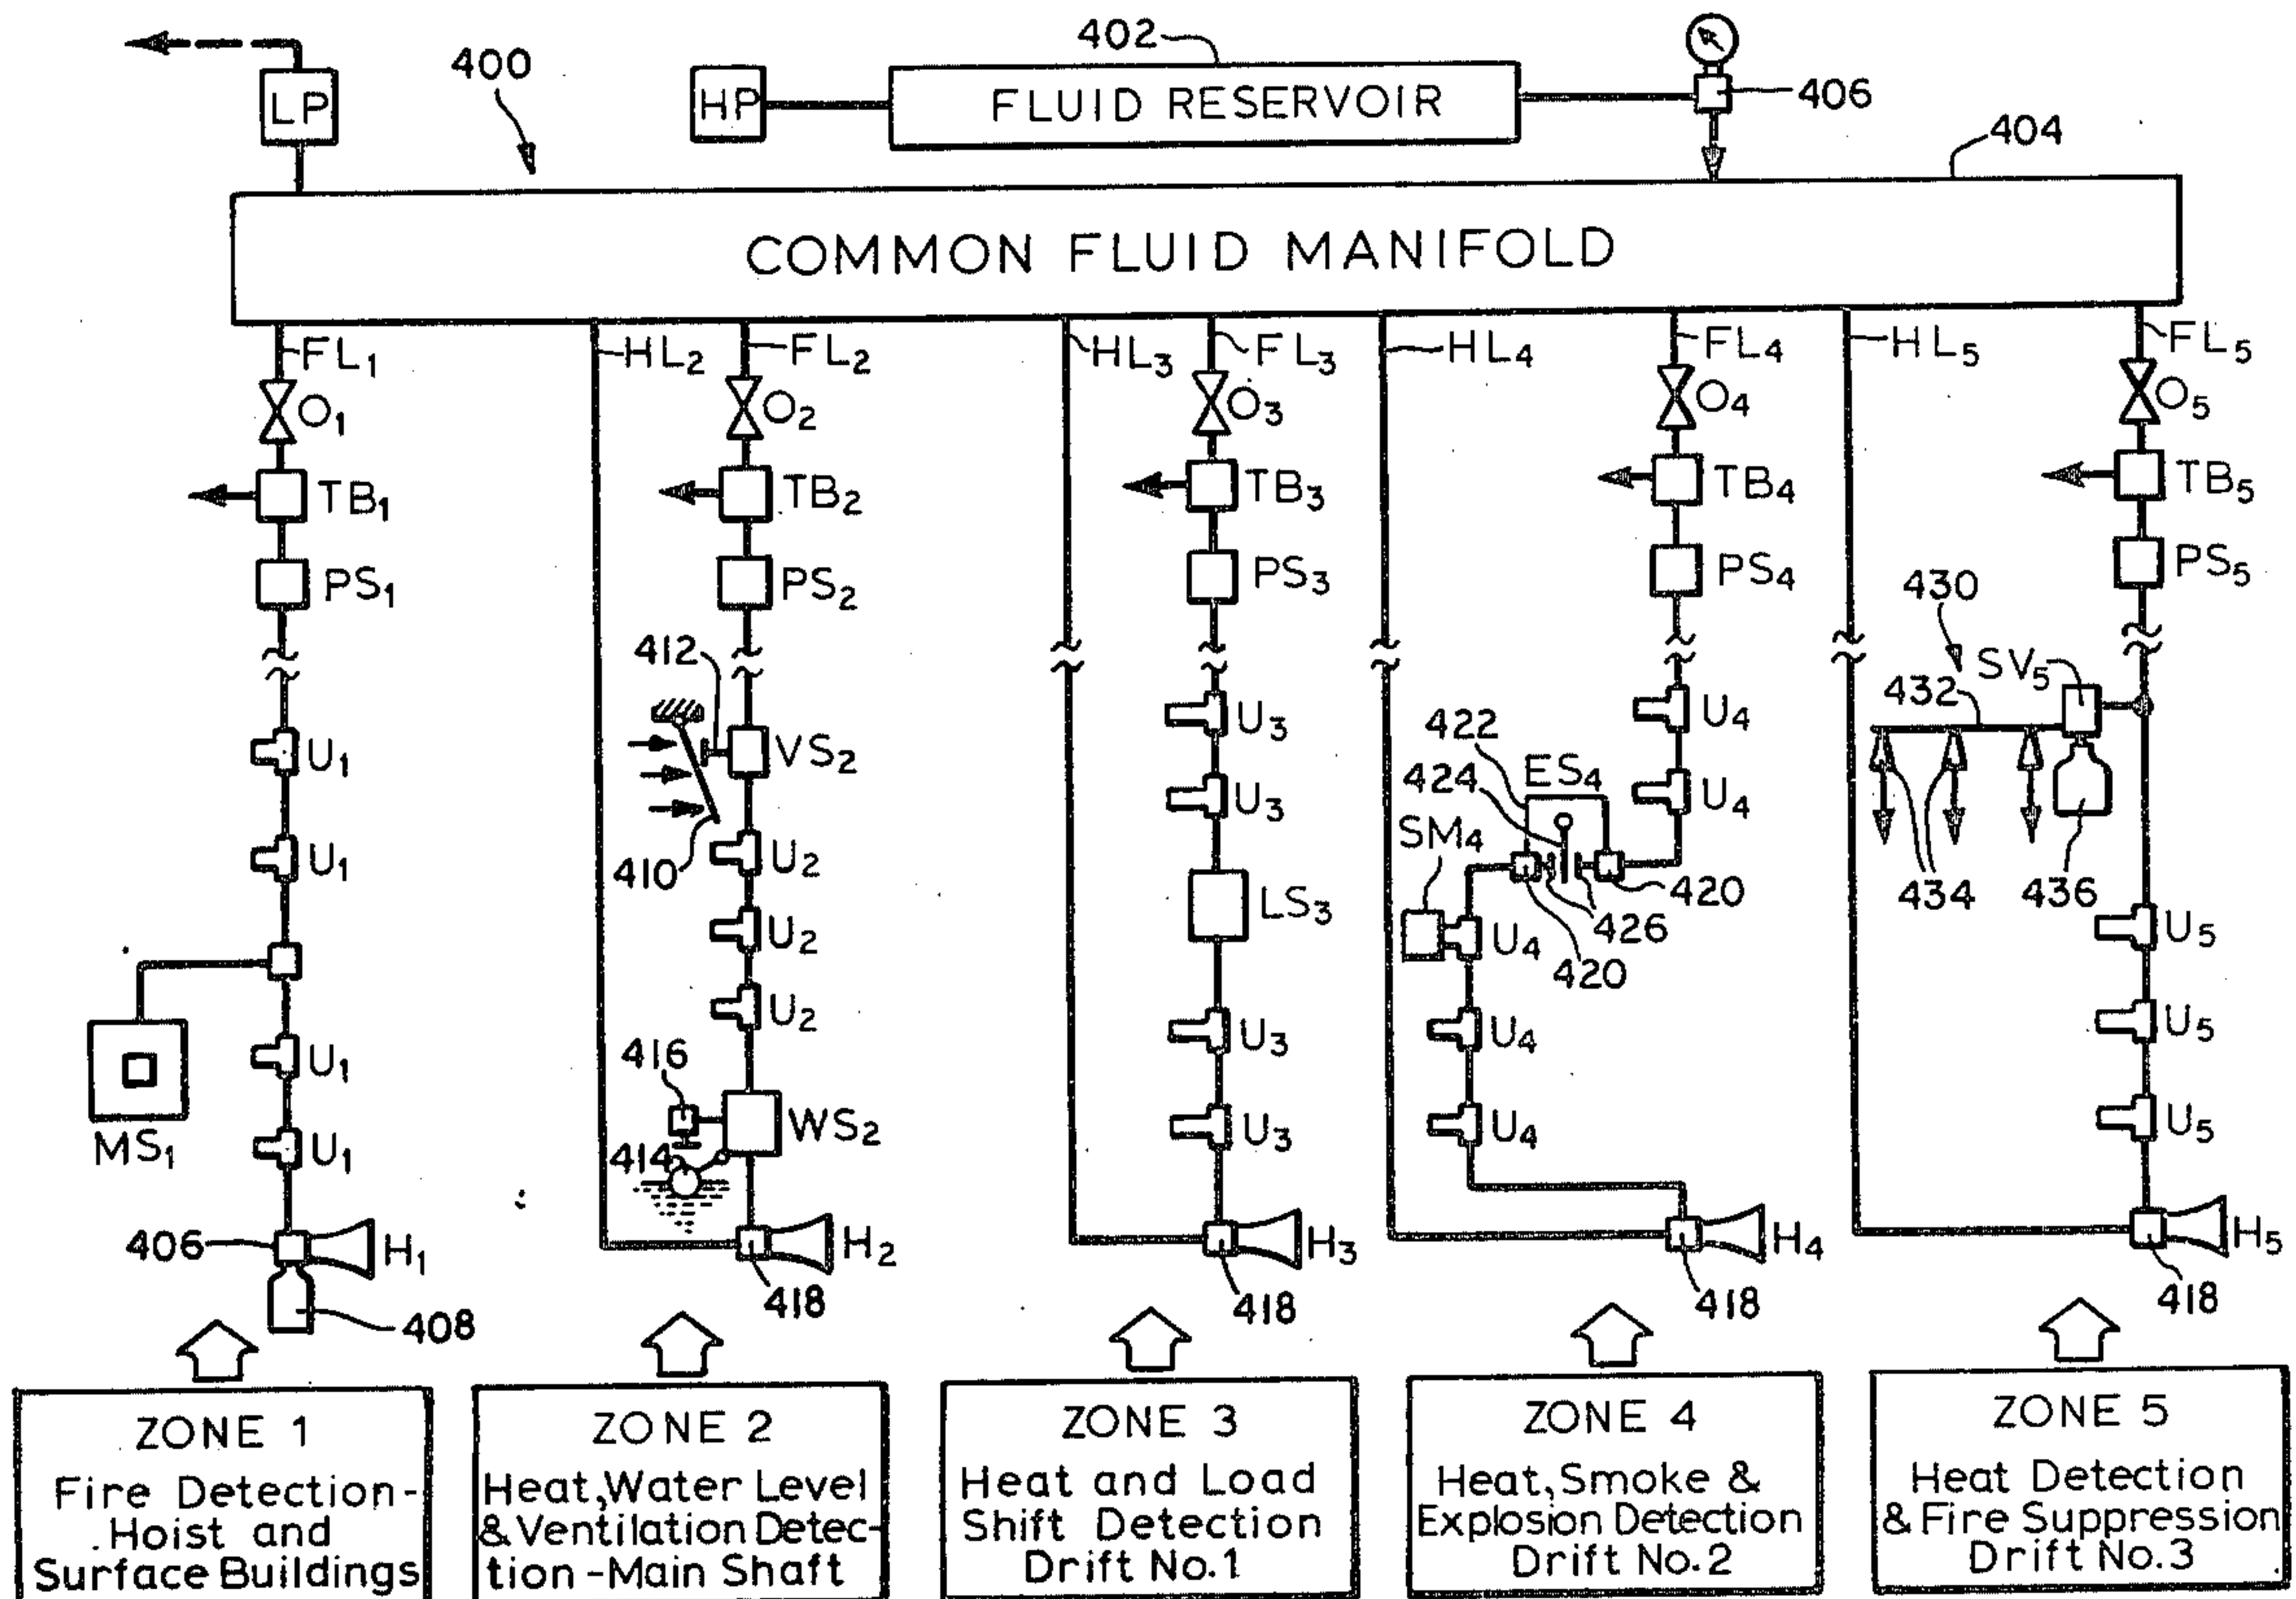 402
400
LP
HP
FLUID RESERVOIR
406
404
COMMON FLUID MANIFOLD
FL1
HL2
FL2
HL3
FL3
HL4
FL4
HL5
FL5
O1
O2
O3
O4
O5
TB1
TB2
TB3
TB4
TB5
PS1
PS2
PS3
PS4
PS5
430
412
SV5
432
U3
U4
422
U1
VS2
ES4
424
U3
U4
U1
U2
410
SM4
434
436
LS3
420
426
U2
U4
420
U5
U2
U3
U4
U5
416
U1
MS1
WS2
U3
U4
U5
U1
414
406
H1
H2
H3
H4
H5
408
418
418
418
418
ZONE 1
Fire Detection-
Hoist and
Surface Buildings
ZONE 2
Heat, Water Level
& Ventilation Detec-
tion - Main Shaft
ZONE 3
Heat and Load
Shift Detection
Drift No.1
ZONE 4
Heat, Smoke &
Explosion Detection
Drift No.2
ZONE 5
Heat Detection
& Fire Suppression
Drift No.3